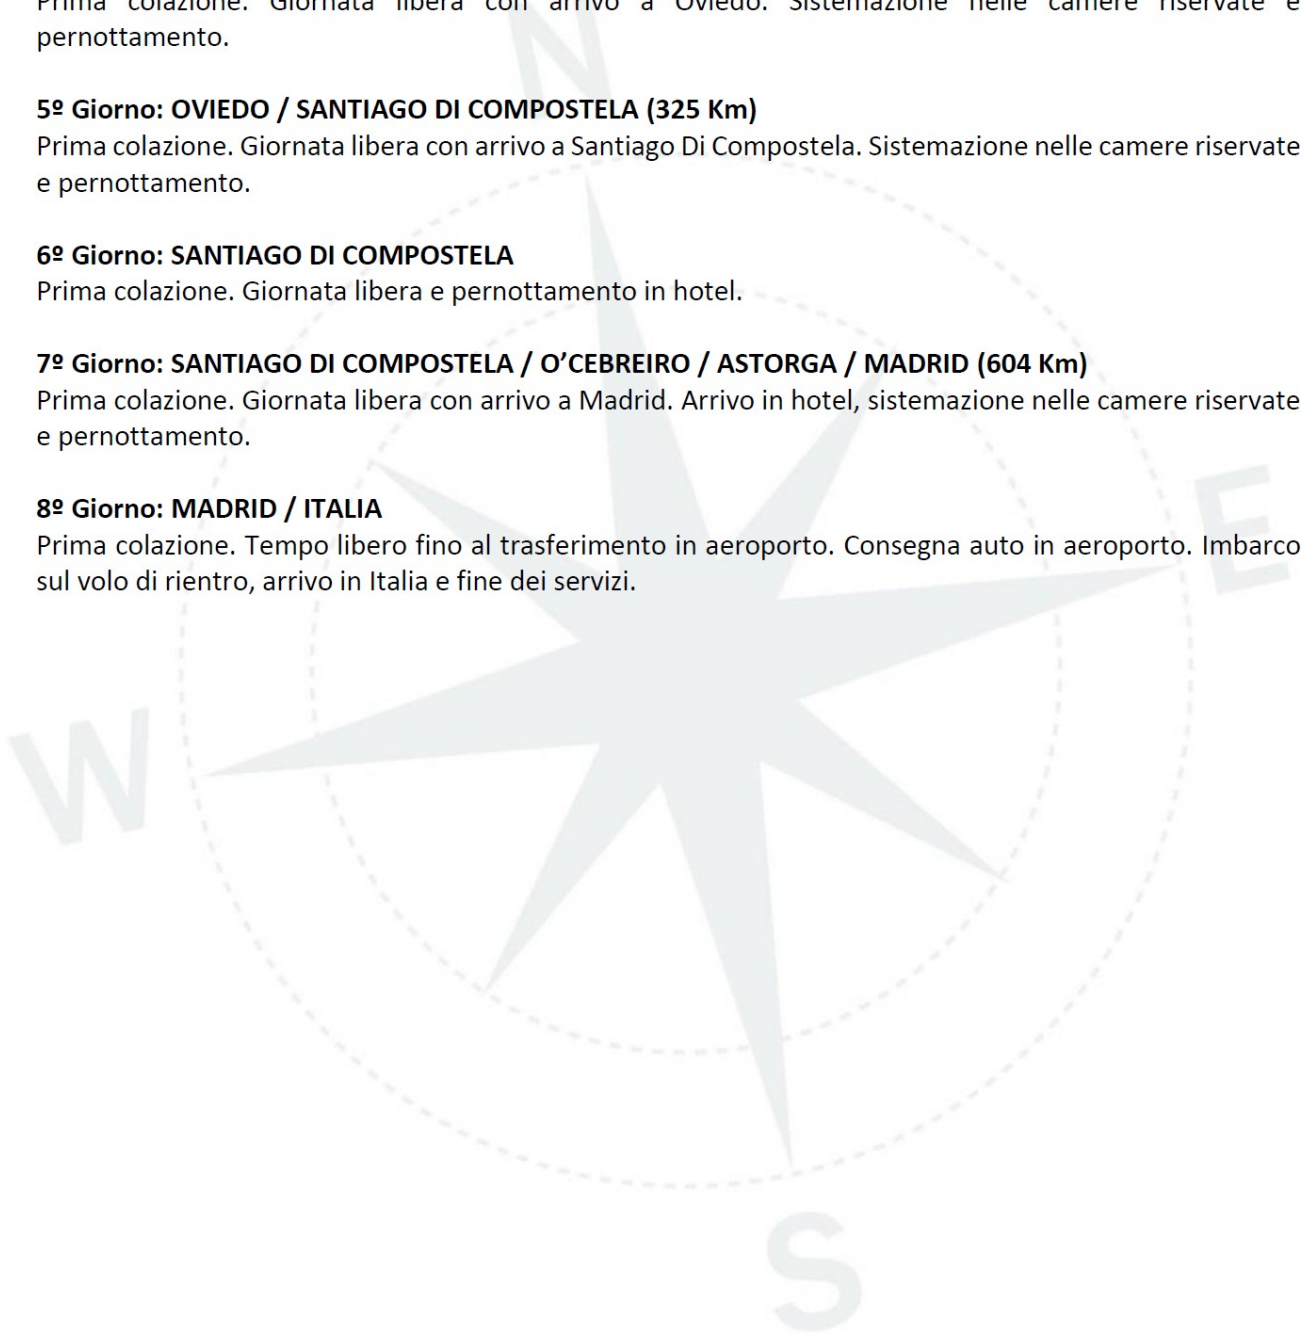 Prima colazione. Giornata libera con arrivo a Oviedo. Sistemazione nelle camere riservate e
pernottamento.
5º Giorno: OVIEDO / SANTIAGO DI COMPOSTELA (325 Km)
Prima colazione. Giornata libera con arrivo a Santiago Di Compostela. Sistemazione nelle camere riservate
e pernottamento.
6º Giorno: SANTIAGO DI COMPOSTELA
Prima colazione. Giornata libera e pernottamento in hotel.
7º Giorno: SANTIAGO DI COMPOSTELA / O’CEBREIRO / ASTORGA / MADRID (604 Km)
Prima colazione. Giornata libera con arrivo a Madrid. Arrivo in hotel, sistemazione nelle camere riservate
e pernottamento.
8º Giorno: MADRID / ITALIA
Prima colazione. Tempo libero fino al trasferimento in aeroporto. Consegna auto in aeroporto. Imbarco
sul volo di rientro, arrivo in Italia e fine dei servizi.
N
E
W
S